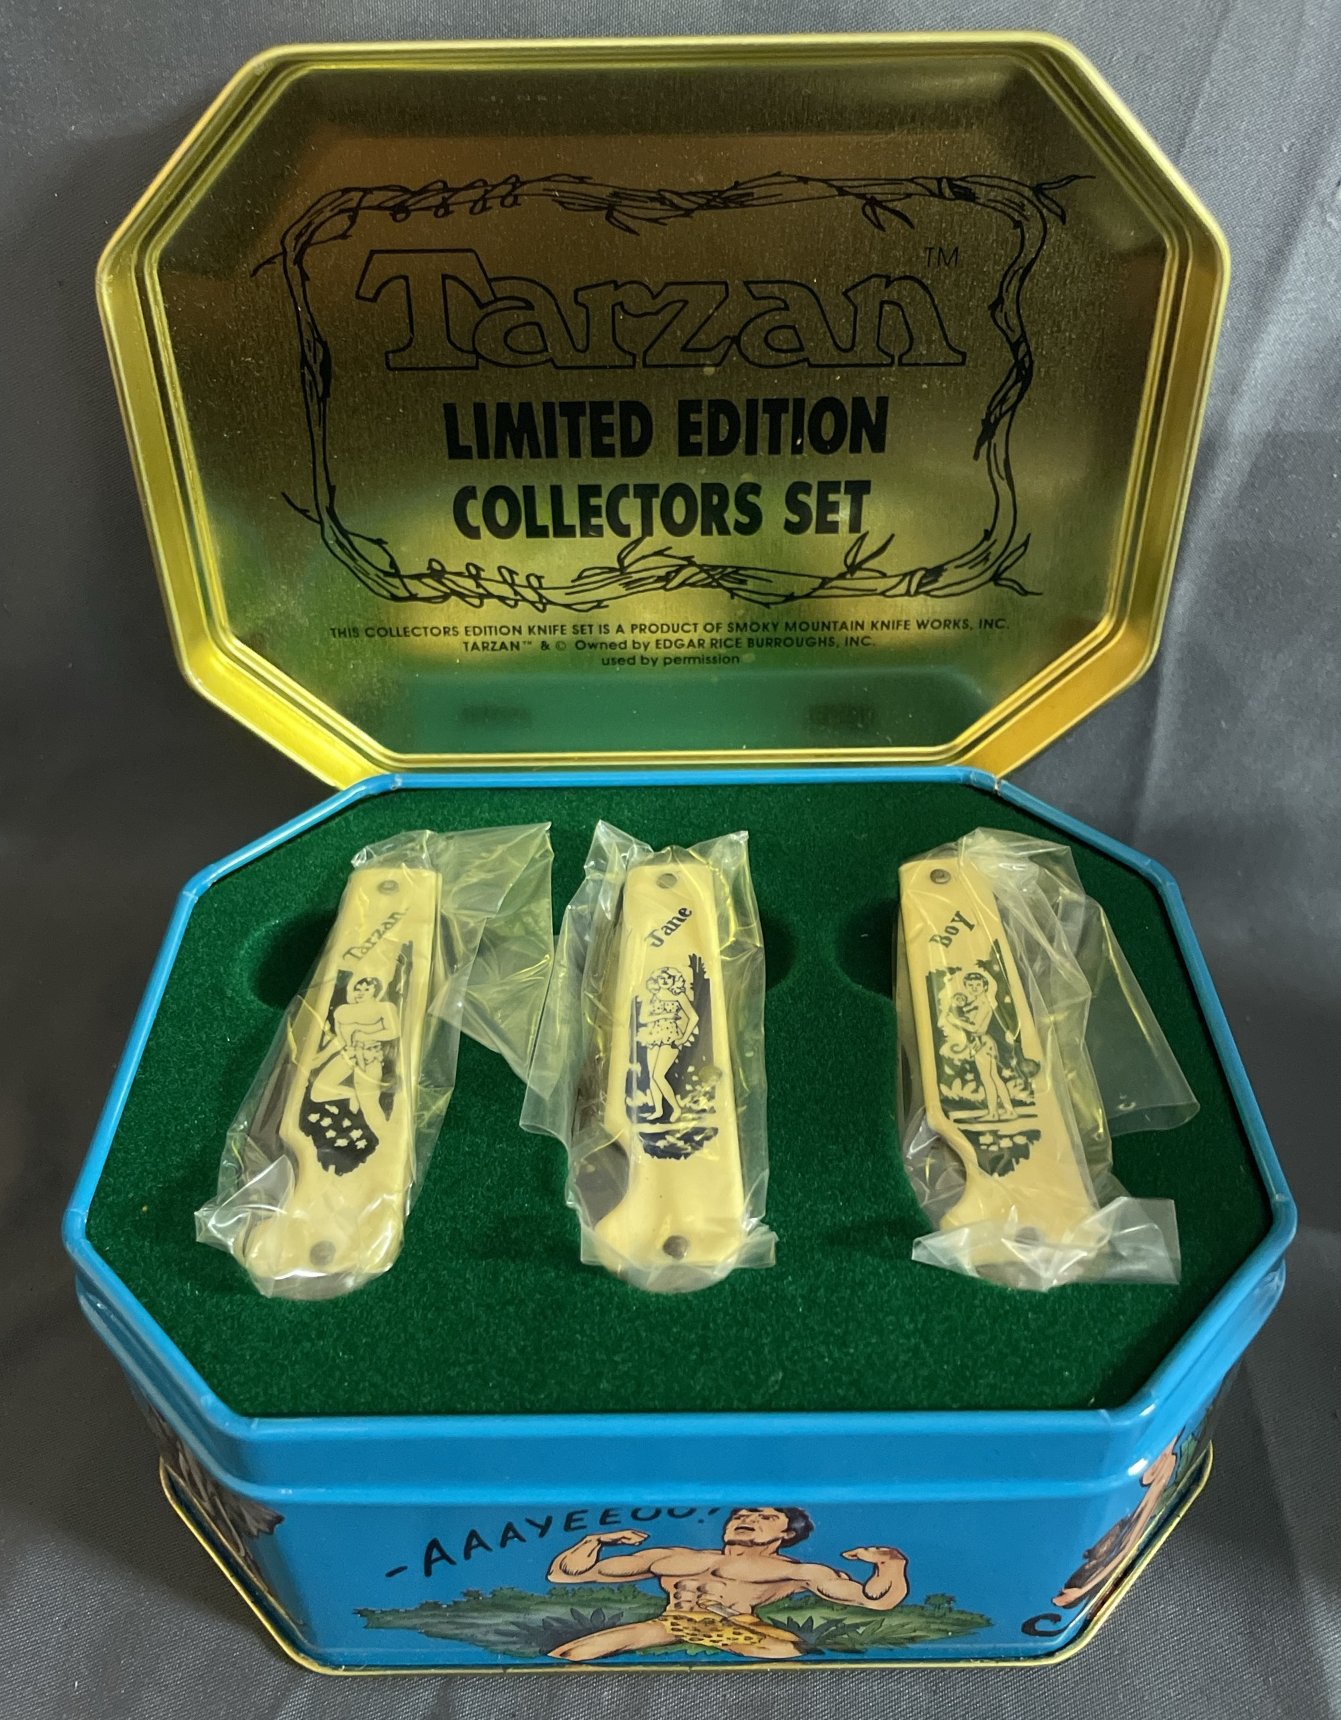 Tarzan™
LIMITED EDITION
COLLECTORS SET
THIS COLLECTORS EDITION KNIFE SET IS A PRODUCT OF SMOKY MOUNTAIN KNIFE WORKS, INC.
TARZAN™ & © Owned by EDGAR RICE BURROUGHS, INC.
used by permission
Tarzan
Jane
Boy
-AAAYEEOO!
C